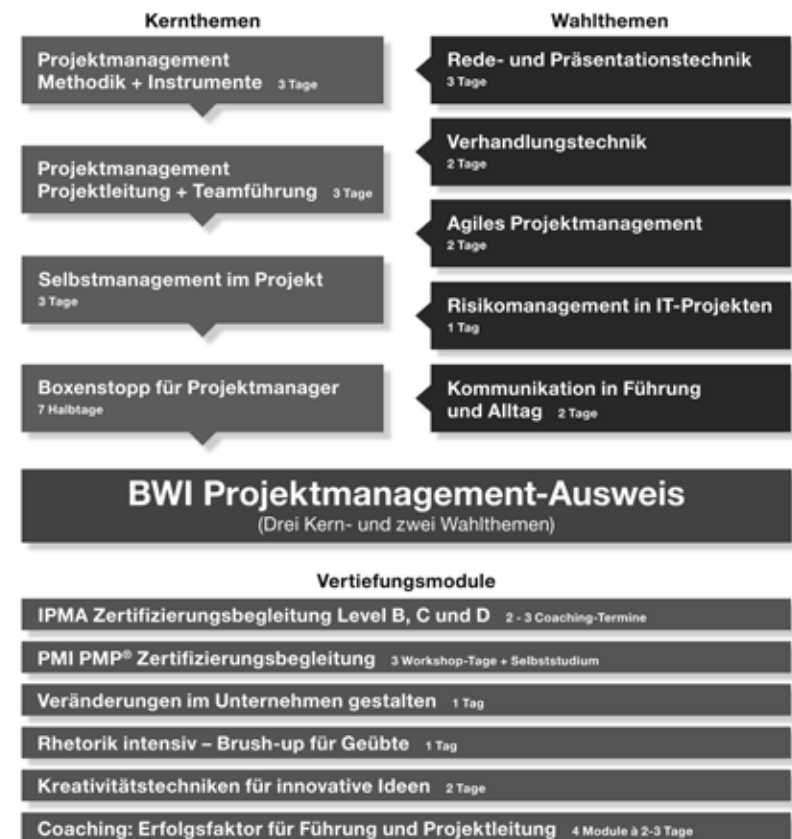 Kernthemen
Projektmanagement
Methodik + Instrumente 3 Tage
Projektmanagement
Projektleitung + Teamführung 3 Tage
Selbstmanagement im Projekt
3 Tage
Boxenstopp für Projektmanager
7 Halbtage
Wahlthemen
Rede- und Präsentationstechnik
3 Tage
Verhandlungstechnik
2 Tage
Agiles Projektmanagement
2 Tage
Risikomanagement in IT-Projekten
1 Tag
Kommunikation in Führung
und Alltag 2 Tage
BWI Projektmanagement-Ausweis
(Drei Kern- und zwei Wahlthemen)
Vertiefungsmodule
IPMA Zertifizierungsbegleitung Level B, C und D 2 - 3 Coaching-Termine
PMI PMP® Zertifizierungsbegleitung 3 Workshop-Tage + Selbststudium
Veränderungen im Unternehmen gestalten 1 Tag
Rhetorik intensiv – Brush-up für Geübte 1 Tag
Kreativitätstechniken für innovative Ideen 2 Tage
Coaching: Erfolgsfaktor für Führung und Projektleitung 4 Module à 2-3 Tage